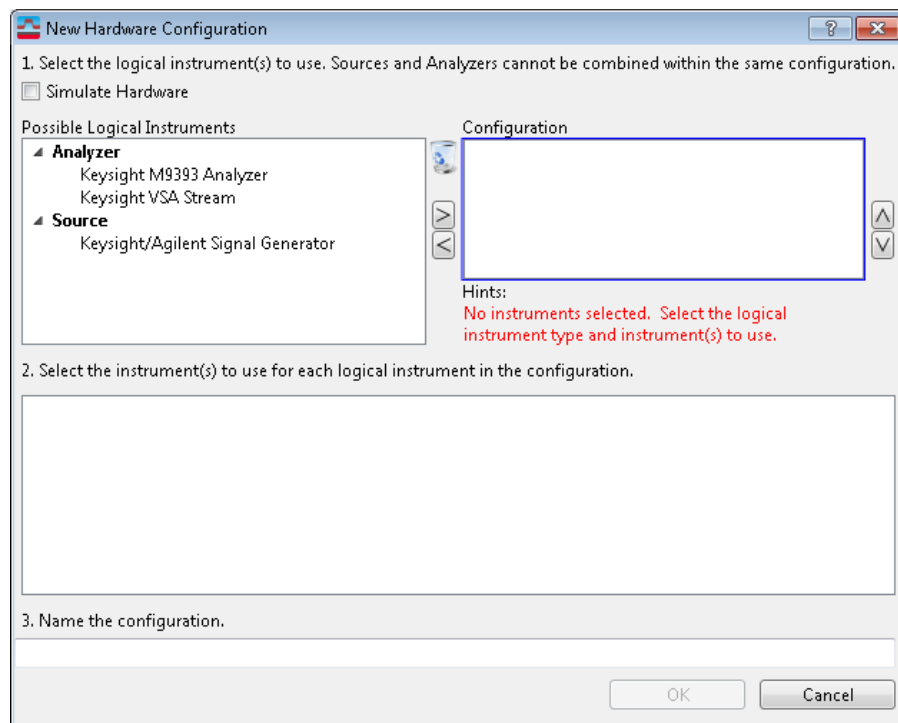 New Hardware Configuration
1. Select the logical instrument(s) to use. Sources and Analyzers cannot be combined within the same configuration.
Simulate Hardware
Possible Logical Instruments
Analyzer
Keysight M9393 Analyzer
Keysight VSA Stream
Source
Keysight/Agilent Signal Generator
>
<
Configuration
Hints:
No instruments selected. Select the logical
instrument type and instrument(s) to use.
2. Select the instrument(s) to use for each logical instrument in the configuration.
3. Name the configuration.
OK
Cancel